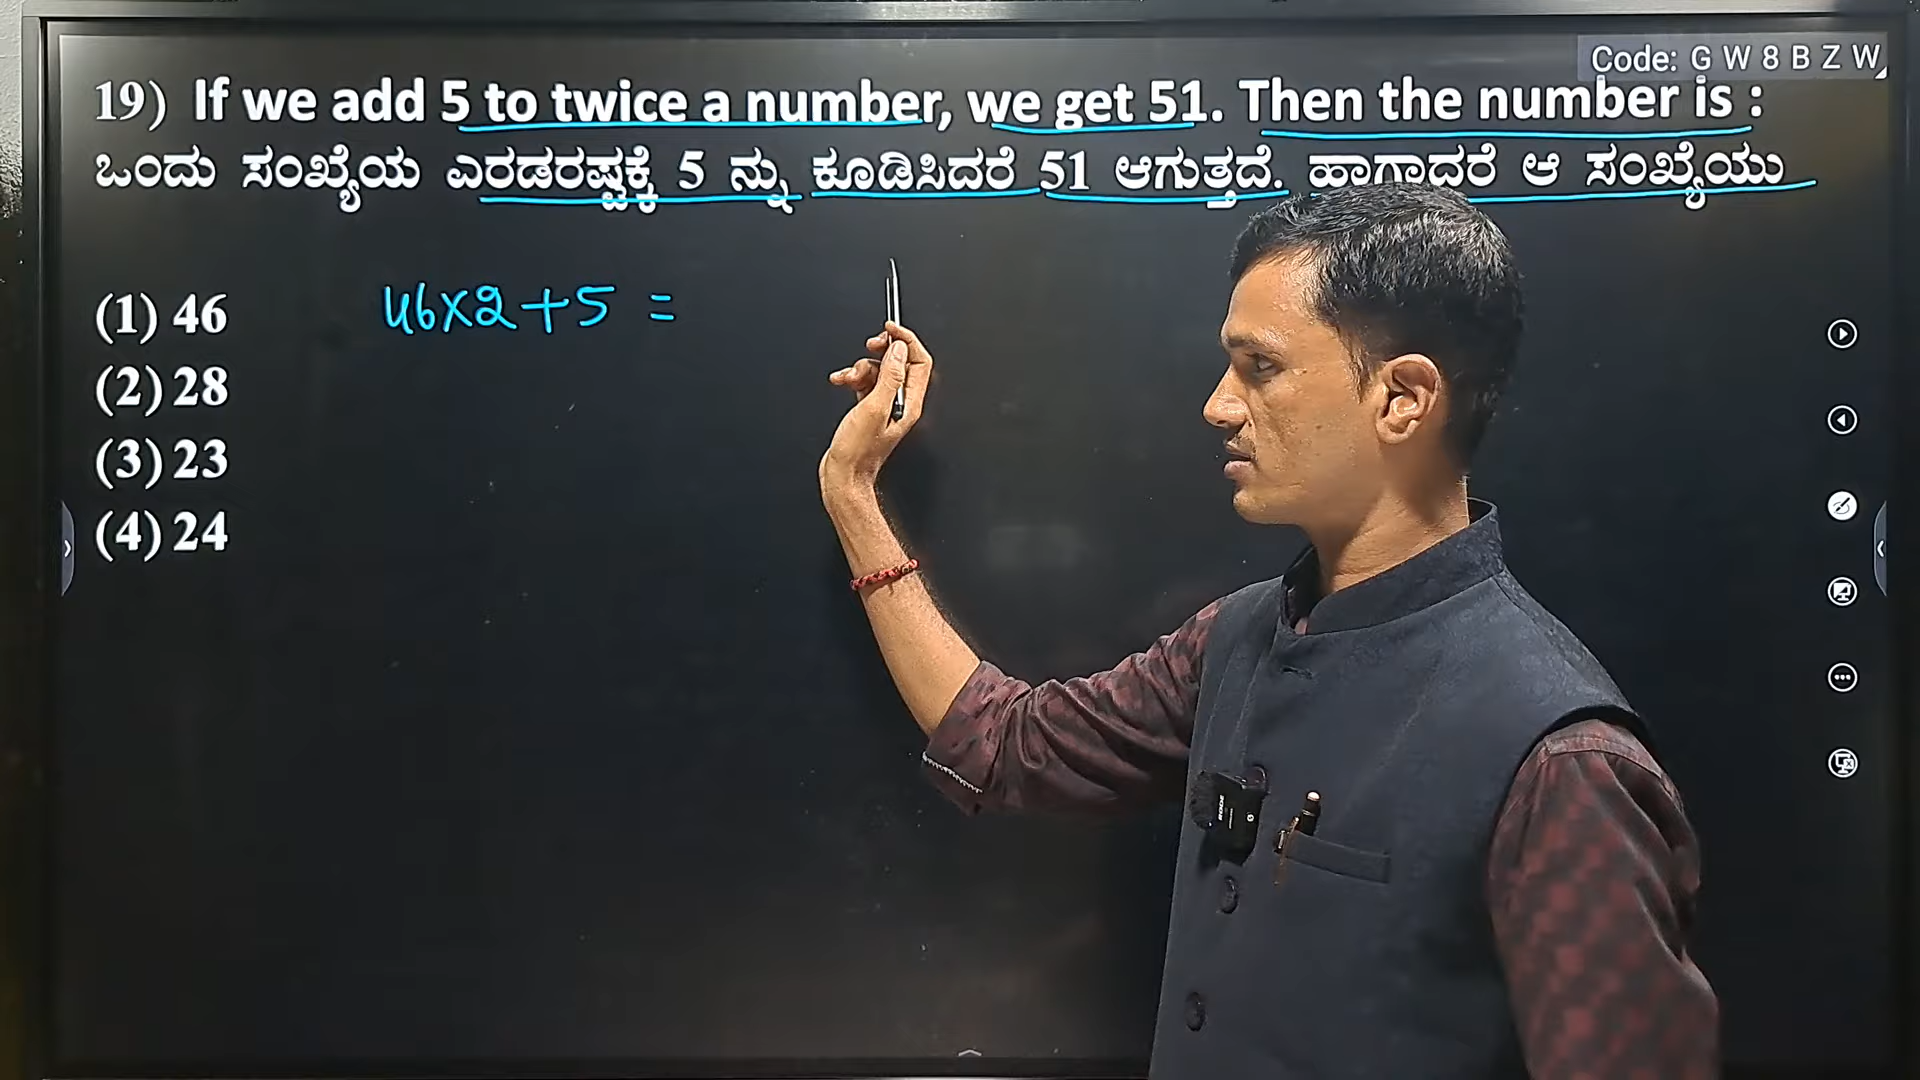 Code: G W 8 B Z W
19) If we add 5 to twice a number, we get 51. Then the number is :
ಒಂದು ಸಂಖ್ಯೆಯ ಎರಡರಷ್ಟಕ್ಕೆ 5 ನ್ನು ಕೂಡಿಸಿದರೆ 51 ಆಗುತ್ತದೆ. ಹಾಗಾದರೆ ಆ ಸಂಖ್ಯೆಯು
(1) 46
46x2+5 =
(2) 28
(3) 23
(4) 24
RODE